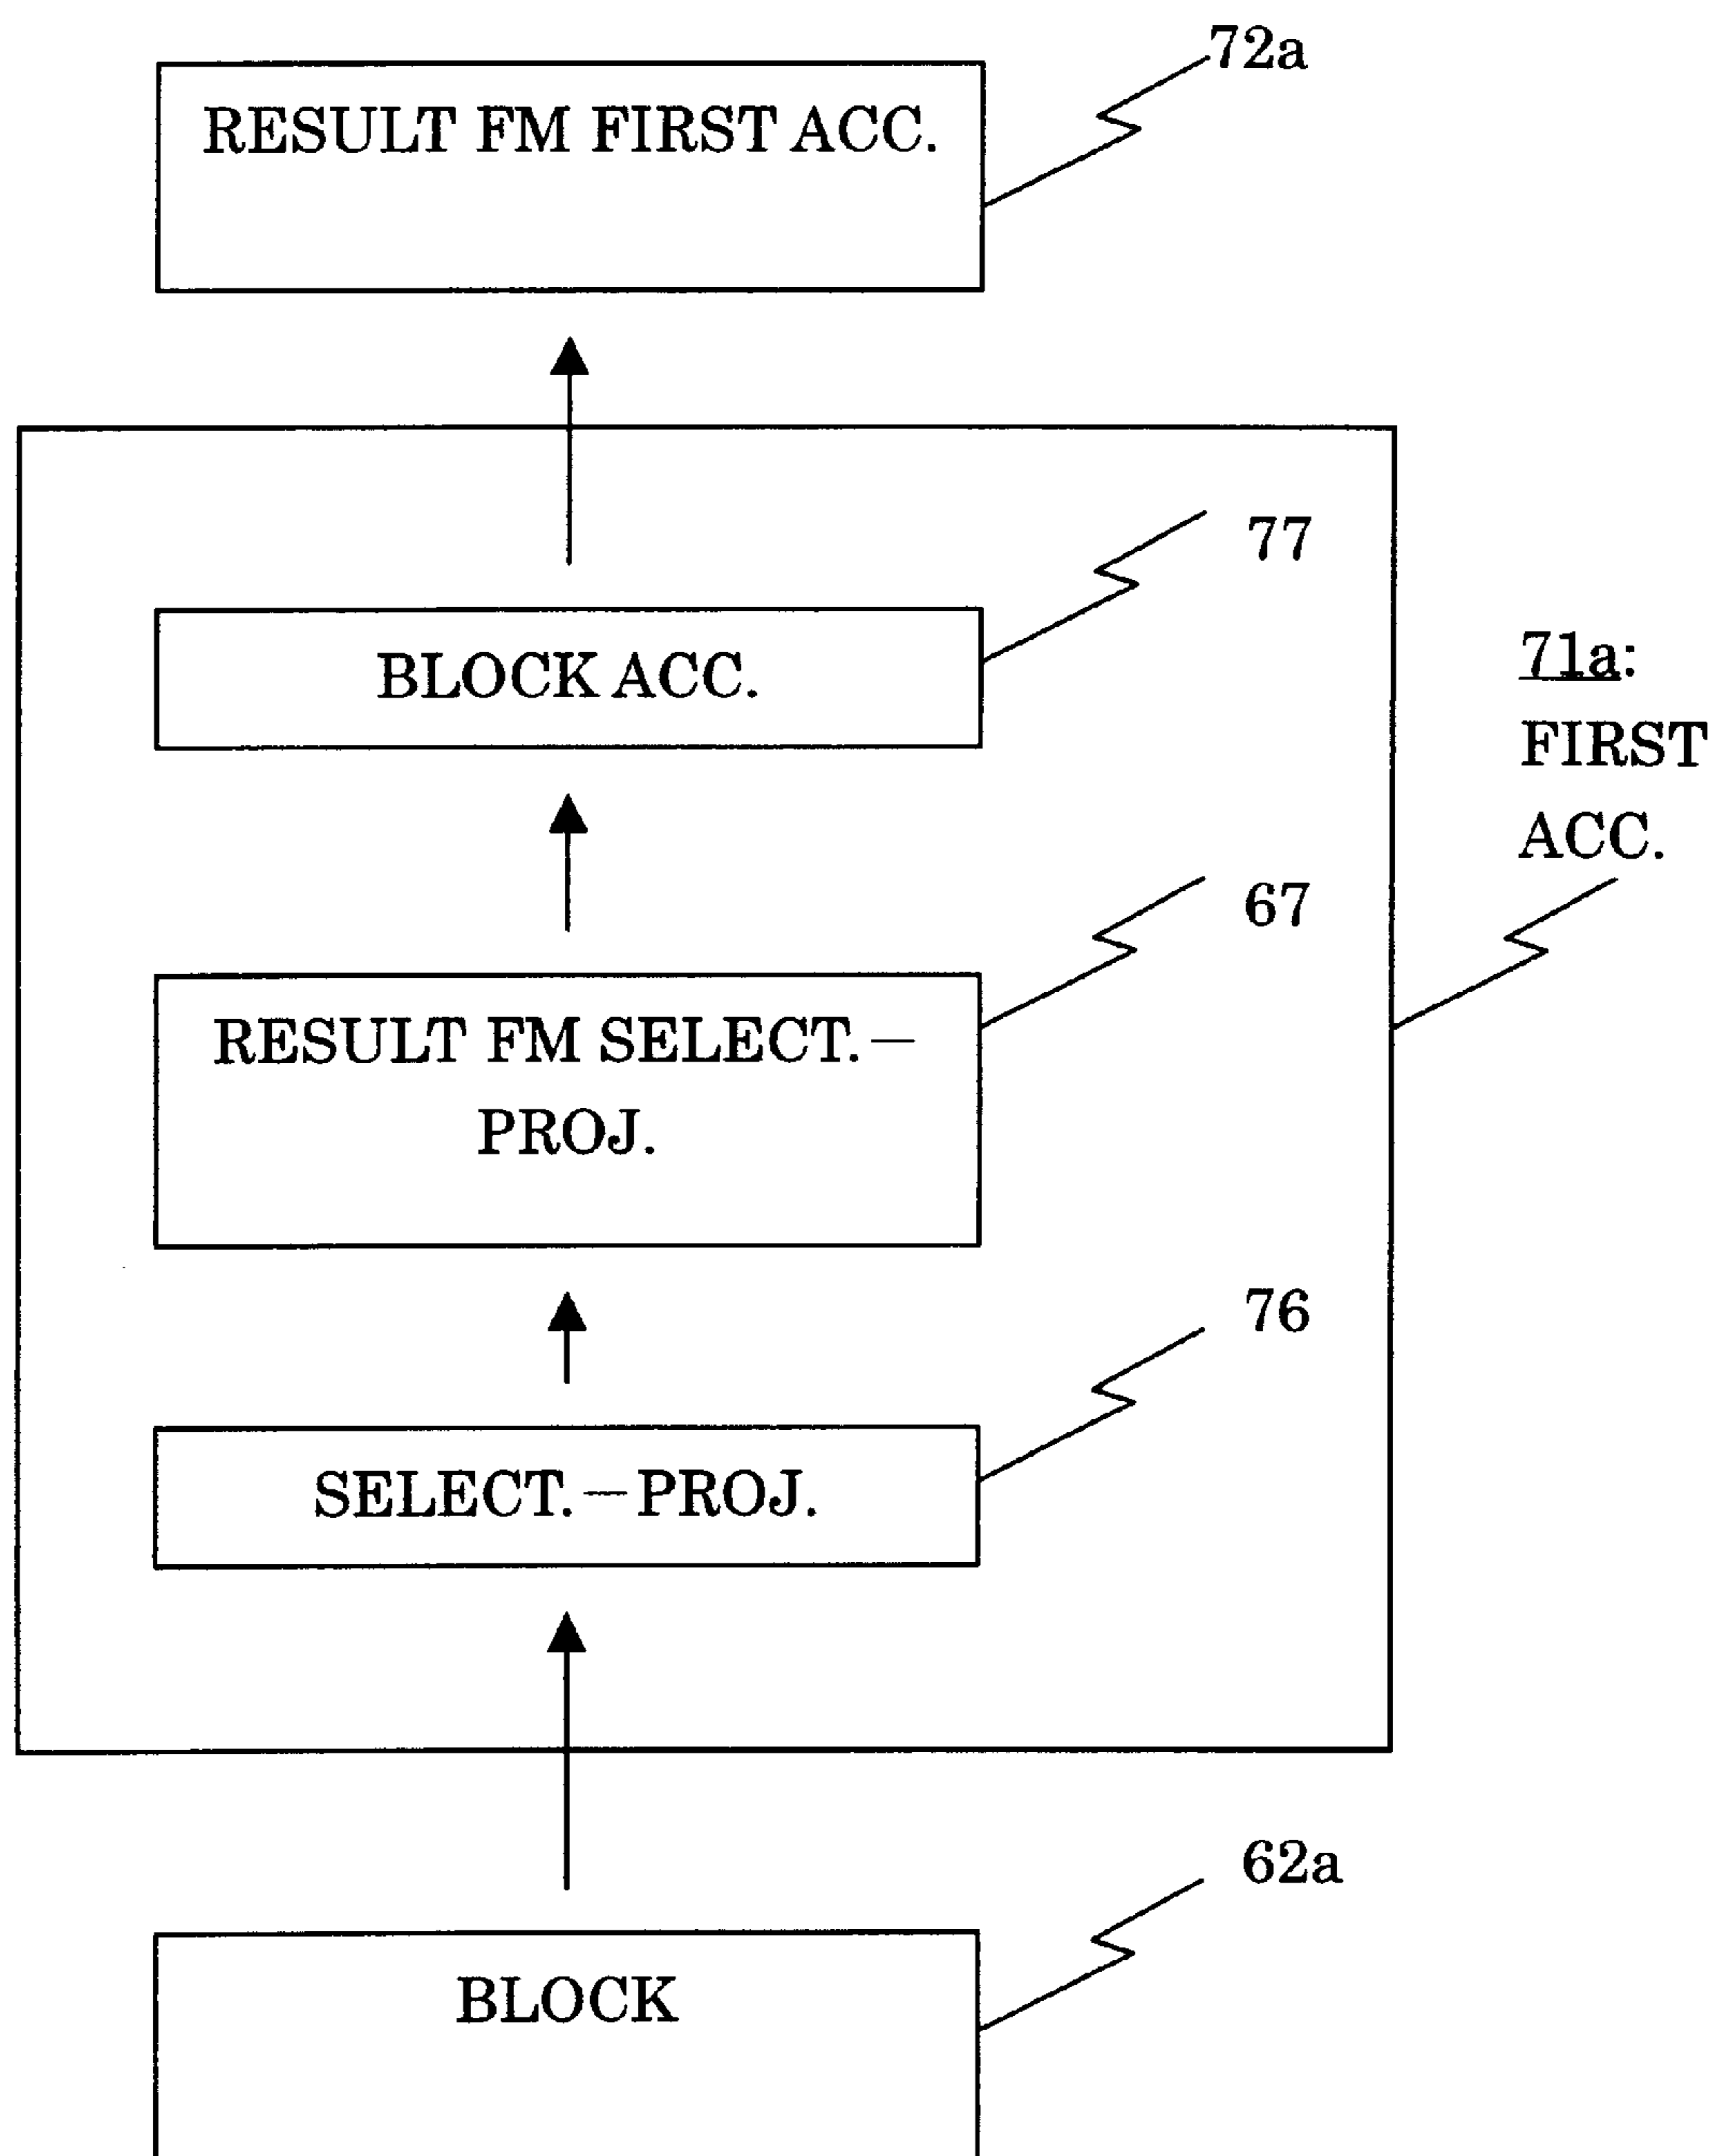 72a
RESULT FM FIRST ACC.
77
BLOCK ACC.
71a:
FIRST
ACC.
67
RESULT FM SELECT.—
PROJ.
76
SELECT.—PROJ.
62a
BLOCK